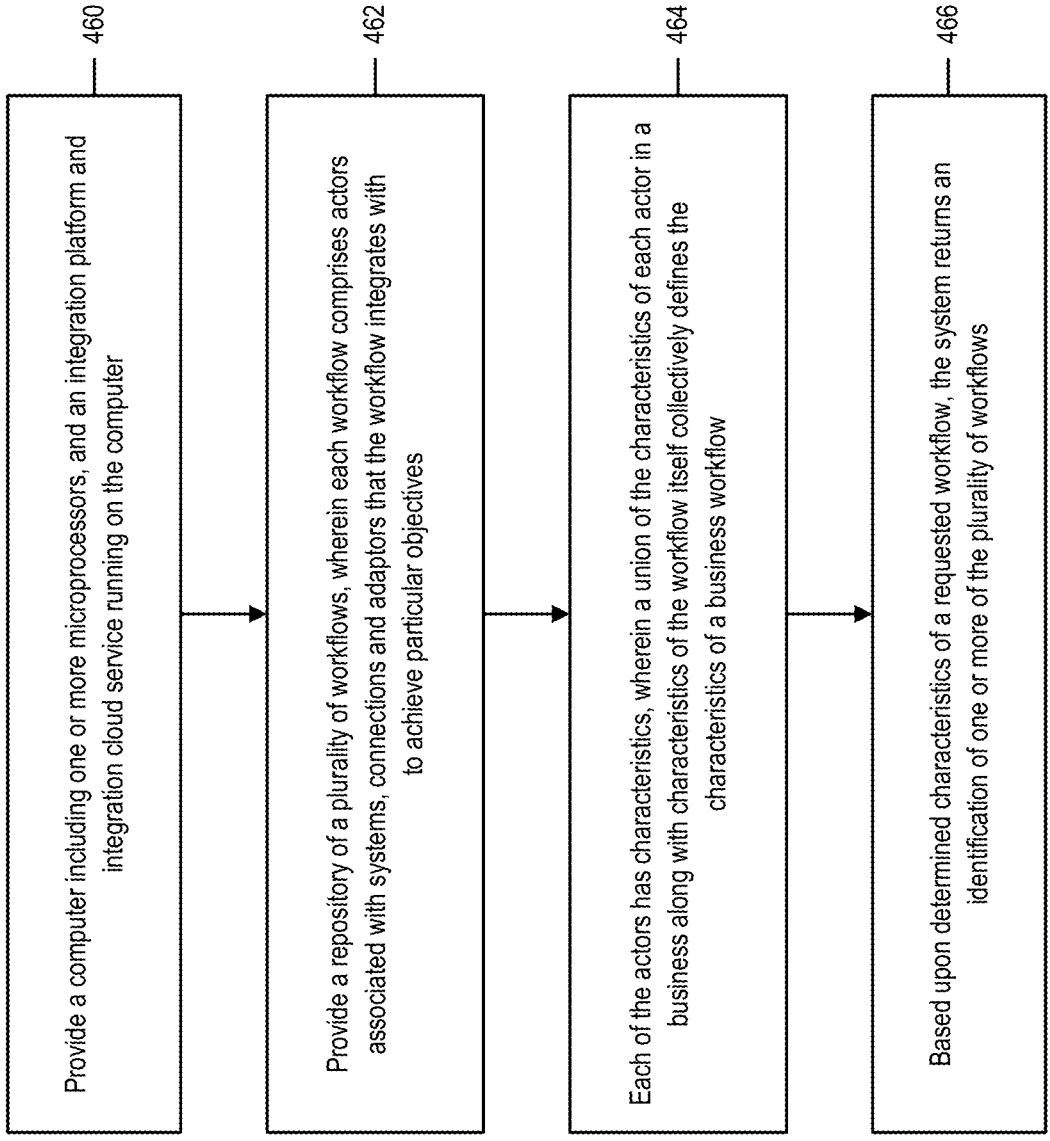 Provide a computer including one or more microprocessors, and an integration platform and
integration cloud service running on the computer
460
Provide a repository of a plurality of workflows, wherein each workflow comprises actors
associated with systems, connections and adaptors that the workflow integrates with
to achieve particular objectives
462
Each of the actors has characteristics, wherein a union of the characteristics of each actor in a
business along with characteristics of the workflow itself collectively defines the
characteristics of a business workflow
464
Based upon determined characteristics of a requested workflow, the system returns an
identification of one or more of the plurality of workflows
466